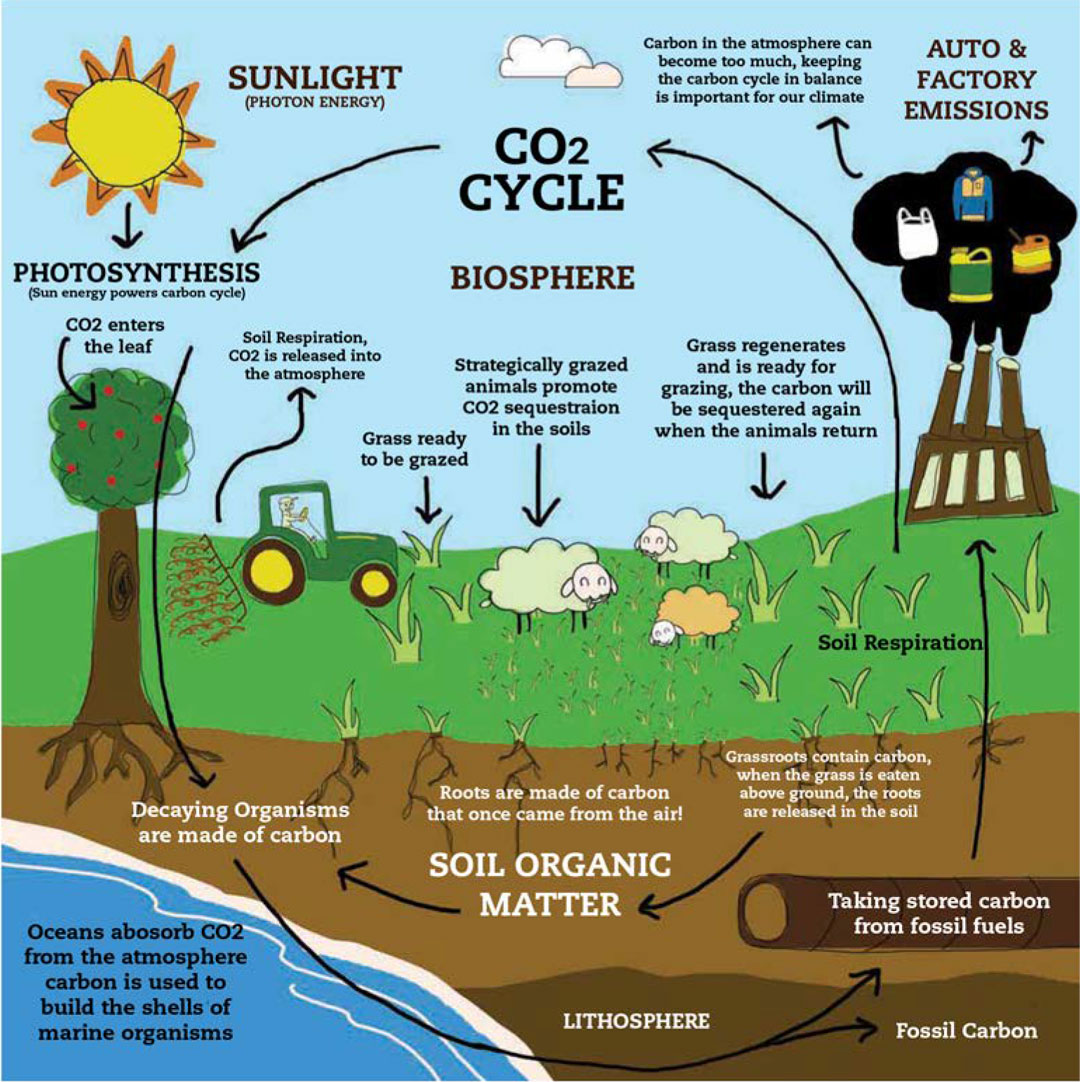 SUNLIGHT
(PHOTON ENERGY)
Carbon in the atmosphere can
become too much, keeping
the carbon cycle in balance
is important for our climate
AUTO &
FACTORY
EMISSIONS
CO2
CYCLE
PHOTOSYNTHESIS
(Sun energy powers carbon cycle)
BIOSPHERE
CO2 enters
the leaf
Soil Respiration,
CO2 is released into
the atmosphere
Grass ready
to be grazed
Strategically grazed
animals promote
CO2 sequestraion
in the soils
Grass regenerates
and is ready for
grazing, the carbon will
be sequestered again
when the animals return
Soil Respiration
Decaying Organisms
are made of carbon
Roots are made of carbon
that once came from the air!
Grassroots contain carbon,
when the grass is eaten
above ground, the roots
are released in the soil
SOIL ORGANIC
MATTER
Taking stored carbon
from fossil fuels
Oceans abosorb CO2
from the atmosphere
carbon is used to
build the shells of
marine organisms
LITHOSPHERE
Fossil Carbon